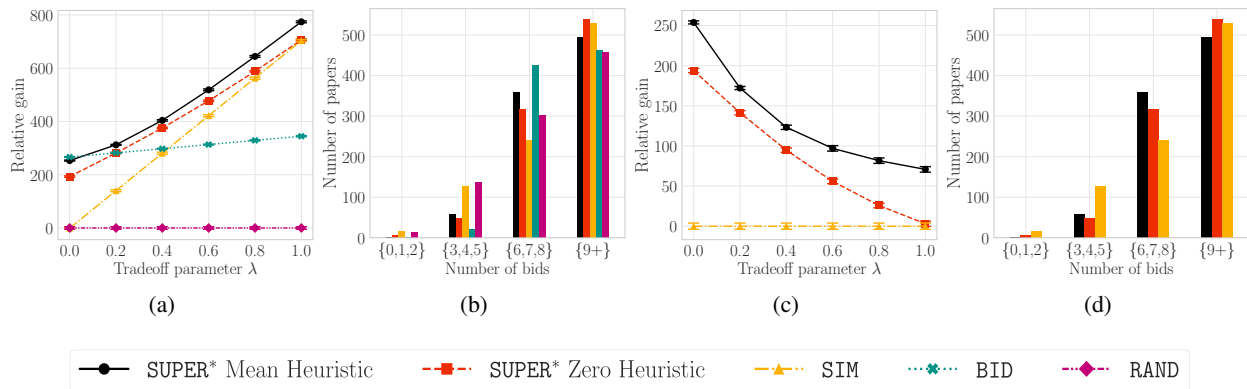 Relative gain
800
600
400
200
0
0.0 0.2 0.4 0.6 0.8 1.0
Tradeoff parameter λ
(a)
Number of papers
500
400
300
200
100
0
{0,1,2} {3,4,5} {6,7,8} {9+}
Number of bids
(b)
Relative gain
250
200
150
100
50
0
0.0 0.2 0.4 0.6 0.8 1.0
Tradeoff parameter λ
(c)
Number of papers
500
400
300
200
100
0
{0,1,2} {3,4,5} {6,7,8} {9+}
Number of bids
(d)
SUPER* Mean Heuristic SUPER* Zero Heuristic SIM BID RAND